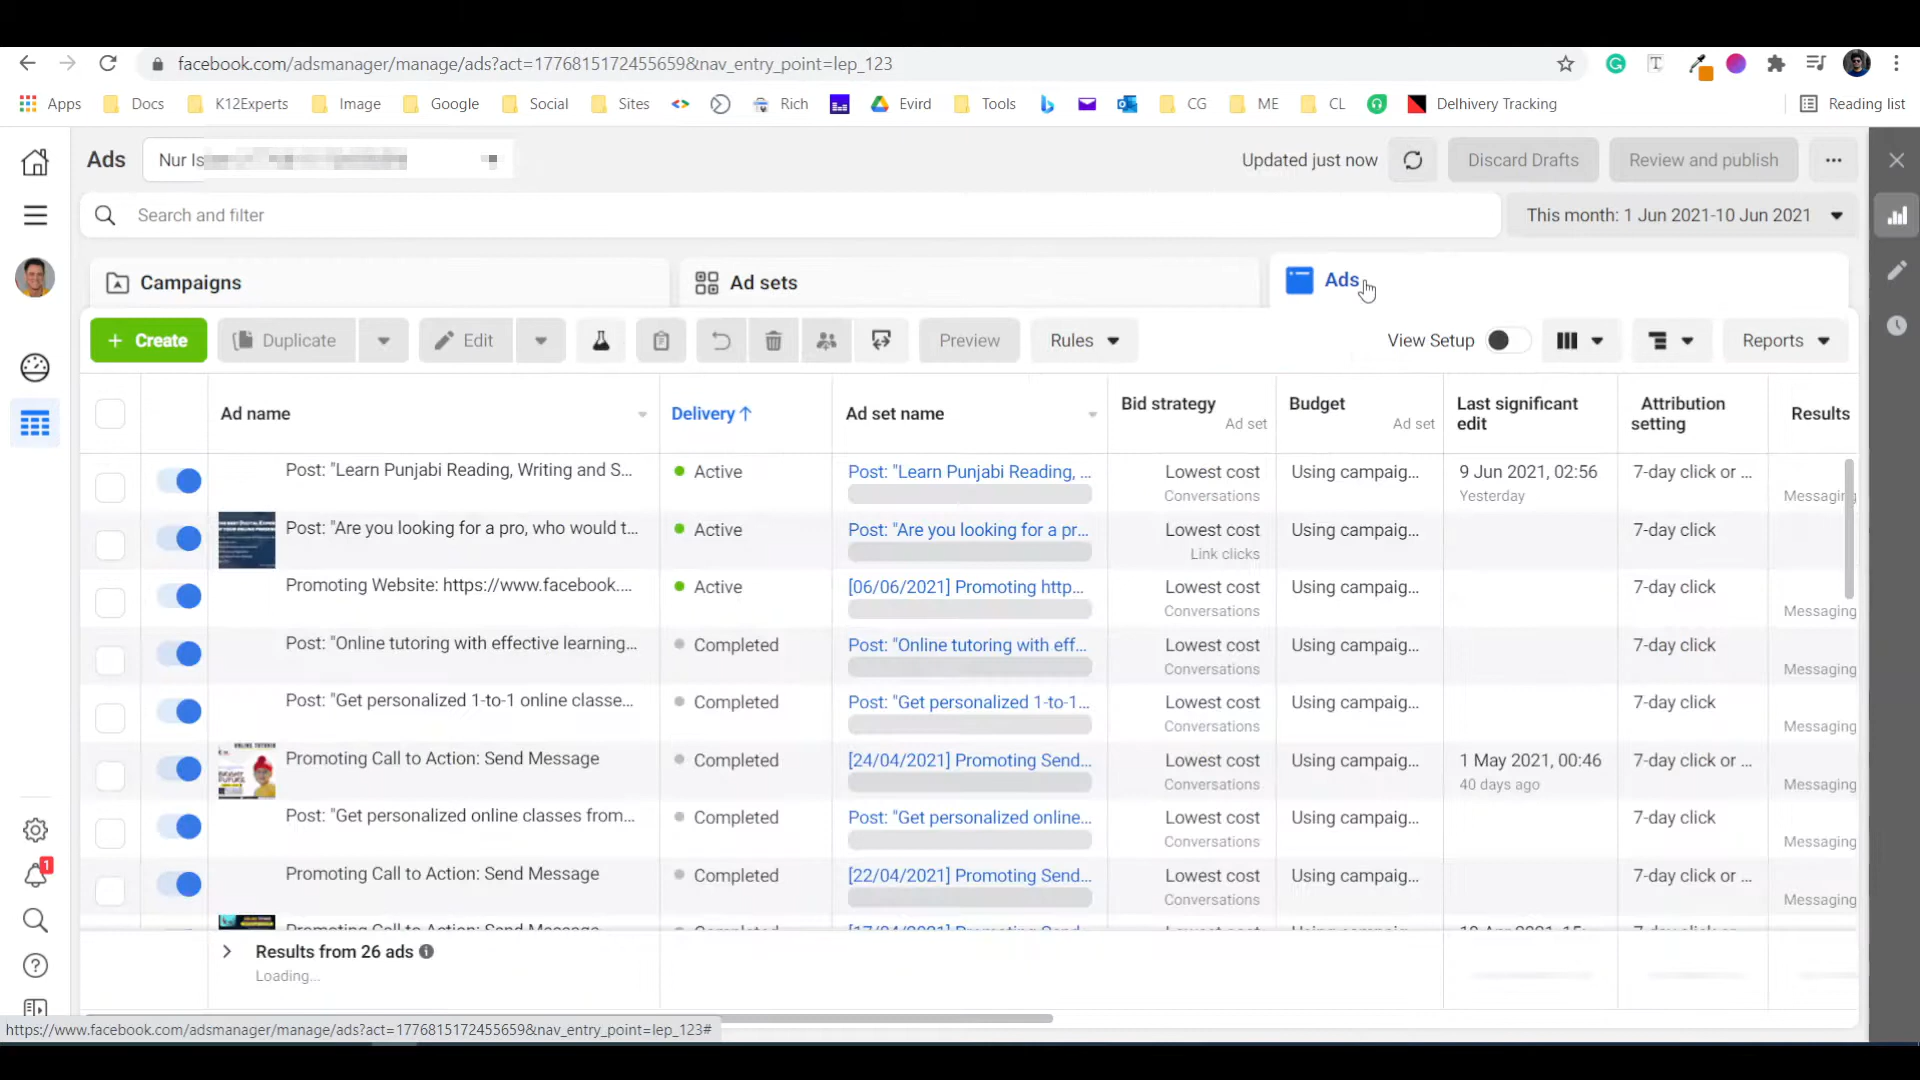 facebook.com/adsmanager/manage/ads?act=1776815172455659&nav_entry_point=lep_123
Apps Docs K12Experts Image Google Social Sites Rich Evird Tools CG ME CL Delhivery Tracking Reading list
Ads Nur Is Updated just now Discard Drafts Review and publish
Search and filter This month: 1 Jun 2021-10 Jun 2021
Campaigns Ad sets Ads
+ Create Duplicate Edit Preview Rules View Setup Reports
Ad name Delivery ↑ Ad set name Bid strategy Ad set Budget Ad set Last significant edit Attribution setting Results
Post: "Learn Punjabi Reading, Writing and S... Active Post: "Learn Punjabi Reading, ... Lowest cost Using campaig... 9 Jun 2021, 02:56 7-day click or ...
Conversations Yesterday Messaging
Post: "Are you looking for a pro, who would t... Active Post: "Are you looking for a pr... Lowest cost Using campaig... 7-day click
Link clicks
Promoting Website: https://www.facebook.... Active [06/06/2021] Promoting http... Lowest cost Using campaig... 7-day click
Conversations Messaging
Post: "Online tutoring with effective learning... Completed Post: "Online tutoring with eff... Lowest cost Using campaig... 7-day click
Conversations Messaging
Post: "Get personalized 1-to-1 online classe... Completed Post: "Get personalized 1-to-1... Lowest cost Using campaig... 7-day click
Conversations Messaging
Promoting Call to Action: Send Message Completed [24/04/2021] Promoting Send... Lowest cost Using campaig... 1 May 2021, 00:46 7-day click or ...
Conversations 40 days ago Messaging
Post: "Get personalized online classes from... Completed Post: "Get personalized online... Lowest cost Using campaig... 7-day click
Conversations Messaging
Promoting Call to Action: Send Message Completed [22/04/2021] Promoting Send... Lowest cost Using campaig... 7-day click or ...
Conversations Messaging
Promoting Call to Action: Send Message
Results from 26 ads
Loading...
1
https://www.facebook.com/adsmanager/manage/ads?act=1776815172455659&nav_entry_point=lep_123#